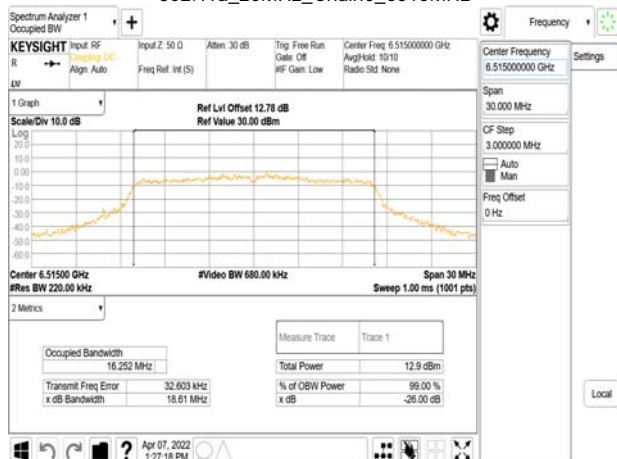 Spectrum Analyzer 1
Occupied BW
+
Frequency
KEYSIGHT
Input: RF
Coupling: DC
Align: Auto
Input Z: 50 Ω
Freq Ref: Int (S)
Atten: 30 dB
Trig: Free Run
Gate: Off
#IF Gain: Low
Center Freq: 6.515000000 GHz
Avg|Hold: 10/10
Radio Std: None
R
LVI
Center Frequency
6.515000000 GHz
Settings
Span
30.000 MHz
CF Step
3.000000 MHz
Auto
Man
Freq Offset
0 Hz
Local
1 Graph
Scale/Div 10.0 dB
Ref Lvl Offset 12.78 dB
Ref Value 30.00 dBm
Log
20.0
10.0
0.00
-10.0
-20.0
-30.0
-40.0
-50.0
-60.0
Center 6.51500 GHz
#Video BW 680.00 kHz
Span 30 MHz
#Res BW 220.00 kHz
Sweep 1.00 ms (1001 pts)
2 Metrics
Measure Trace
Trace 1
Occupied Bandwidth
16.252 MHz
Total Power
12.9 dBm
Transmit Freq Error
32.603 kHz
% of OBW Power
99.00 %
x dB Bandwidth
18.61 MHz
x dB
-26.00 dB
?
Apr 07, 2022
1:27:18 PM